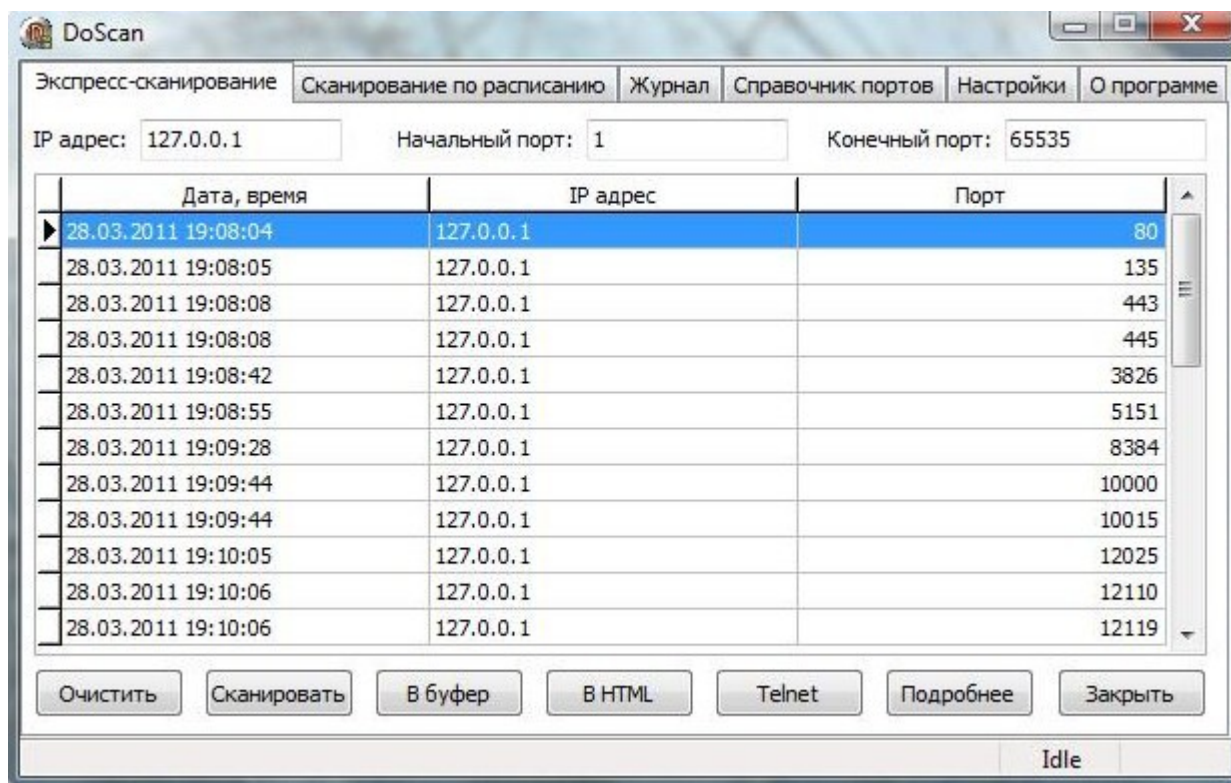 DoScan
Экспресс-сканирование Сканирование по расписанию Журнал Справочник портов Настройки О программе
IP адрес: 127.0.0.1 Начальный порт: 1 Конечный порт: 65535
Дата, время IP адрес Порт
28.03.2011 19:08:04 127.0.0.1 80
28.03.2011 19:08:05 127.0.0.1 135
28.03.2011 19:08:08 127.0.0.1 443
28.03.2011 19:08:08 127.0.0.1 445
28.03.2011 19:08:42 127.0.0.1 3826
28.03.2011 19:08:55 127.0.0.1 5151
28.03.2011 19:09:28 127.0.0.1 8384
28.03.2011 19:09:44 127.0.0.1 10000
28.03.2011 19:09:44 127.0.0.1 10015
28.03.2011 19:10:05 127.0.0.1 12025
28.03.2011 19:10:06 127.0.0.1 12110
28.03.2011 19:10:06 127.0.0.1 12119
Очистить Сканировать В буфер В HTML Telnet Подробнее Закрыть
Idle